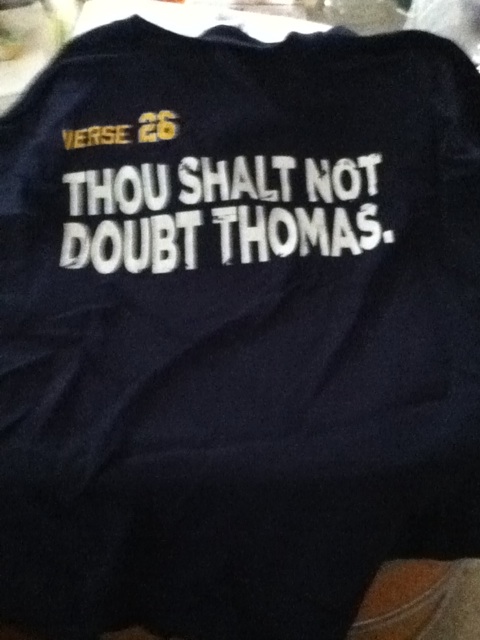 VERSE 26
THOU SHALT NOT
DOUBT THOMAS.